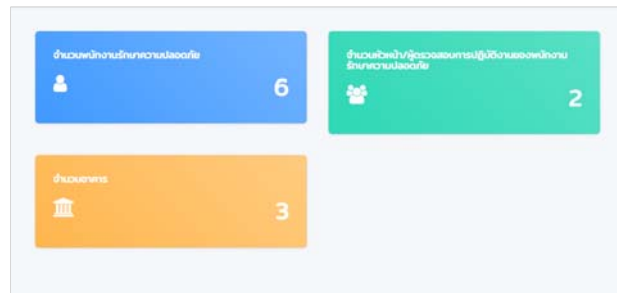 จำนวนพนักงานรักษาความปลอดภัย
6
จำนวนหัวหน้า/ผู้ตรวจสอบการปฏิบัติงานของพนักงาน
รักษาความปลอดภัย
2
จำนวนอาคาร
3